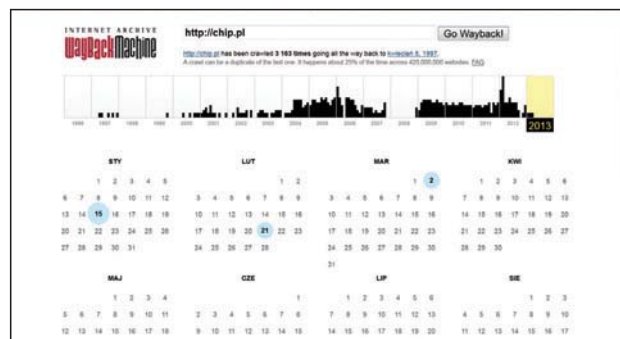 INTERNET ARCHIVE
WayBackMachine
http://chip.pl
Go Wayback!
http://chip.pl has been crawled 3 163 times going all the way back to kwiecień 5, 1997.
A crawl can be a duplicate of the last one. It happens about 25% of the time across 420,000,000 websites. FAQ
1996 1997 1998 1999 2000 2001 2002 2003 2004 2005 2006 2007 2008 2009 2010 2011 2012 2013
STY LUT MAR KWI
1 2 3 4 5 1 2 1 2 1 2 3 4 5 6
6 7 8 9 10 11 12 3 4 5 6 7 8 9 3 4 5 6 7 8 9 7 8 9 10 11 12 13
13 14 15 16 17 18 19 10 11 12 13 14 15 16 10 11 12 13 14 15 16 14 15 16 17 18 19 20
20 21 22 23 24 25 26 17 18 19 20 21 22 23 17 18 19 20 21 22 23 21 22 23 24 25 26 27
27 28 29 30 31 24 25 26 27 28 24 25 26 27 28 29 30 28 29 30
31
MAJ CZE LIP SIE
1 2 3 4 1 1 2 3 4 5 6 1 2 3
5 6 7 8 9 10 11 2 3 4 5 6 7 8 7 8 9 10 11 12 13 4 5 6 7 8 9 10
12 13 14 15 16 17 18 9 10 11 12 13 14 15 14 15 16 17 18 19 20 11 12 13 14 15 16 17